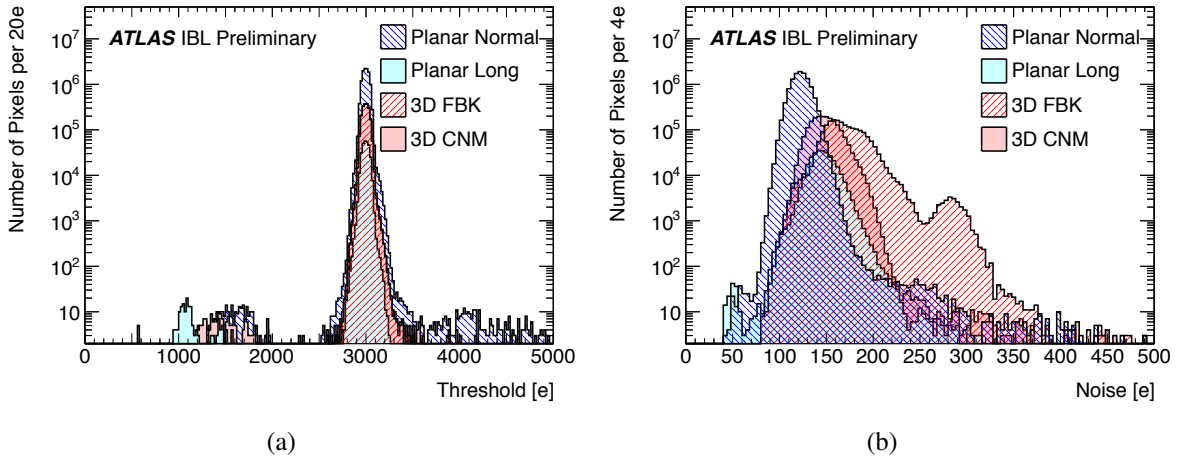 Number of Pixels per 20e
ATLAS IBL Preliminary
Planar Normal
Planar Long
3D FBK
3D CNM
10⁷
10⁶
10⁵
10⁴
10³
10²
10
0 1000 2000 3000 4000 5000
Threshold [e]
(a)
Number of Pixels per 4e
ATLAS IBL Preliminary
Planar Normal
Planar Long
3D FBK
3D CNM
10⁷
10⁶
10⁵
10⁴
10³
10²
10
0 50 100 150 200 250 300 350 400 450 500
Noise [e]
(b)